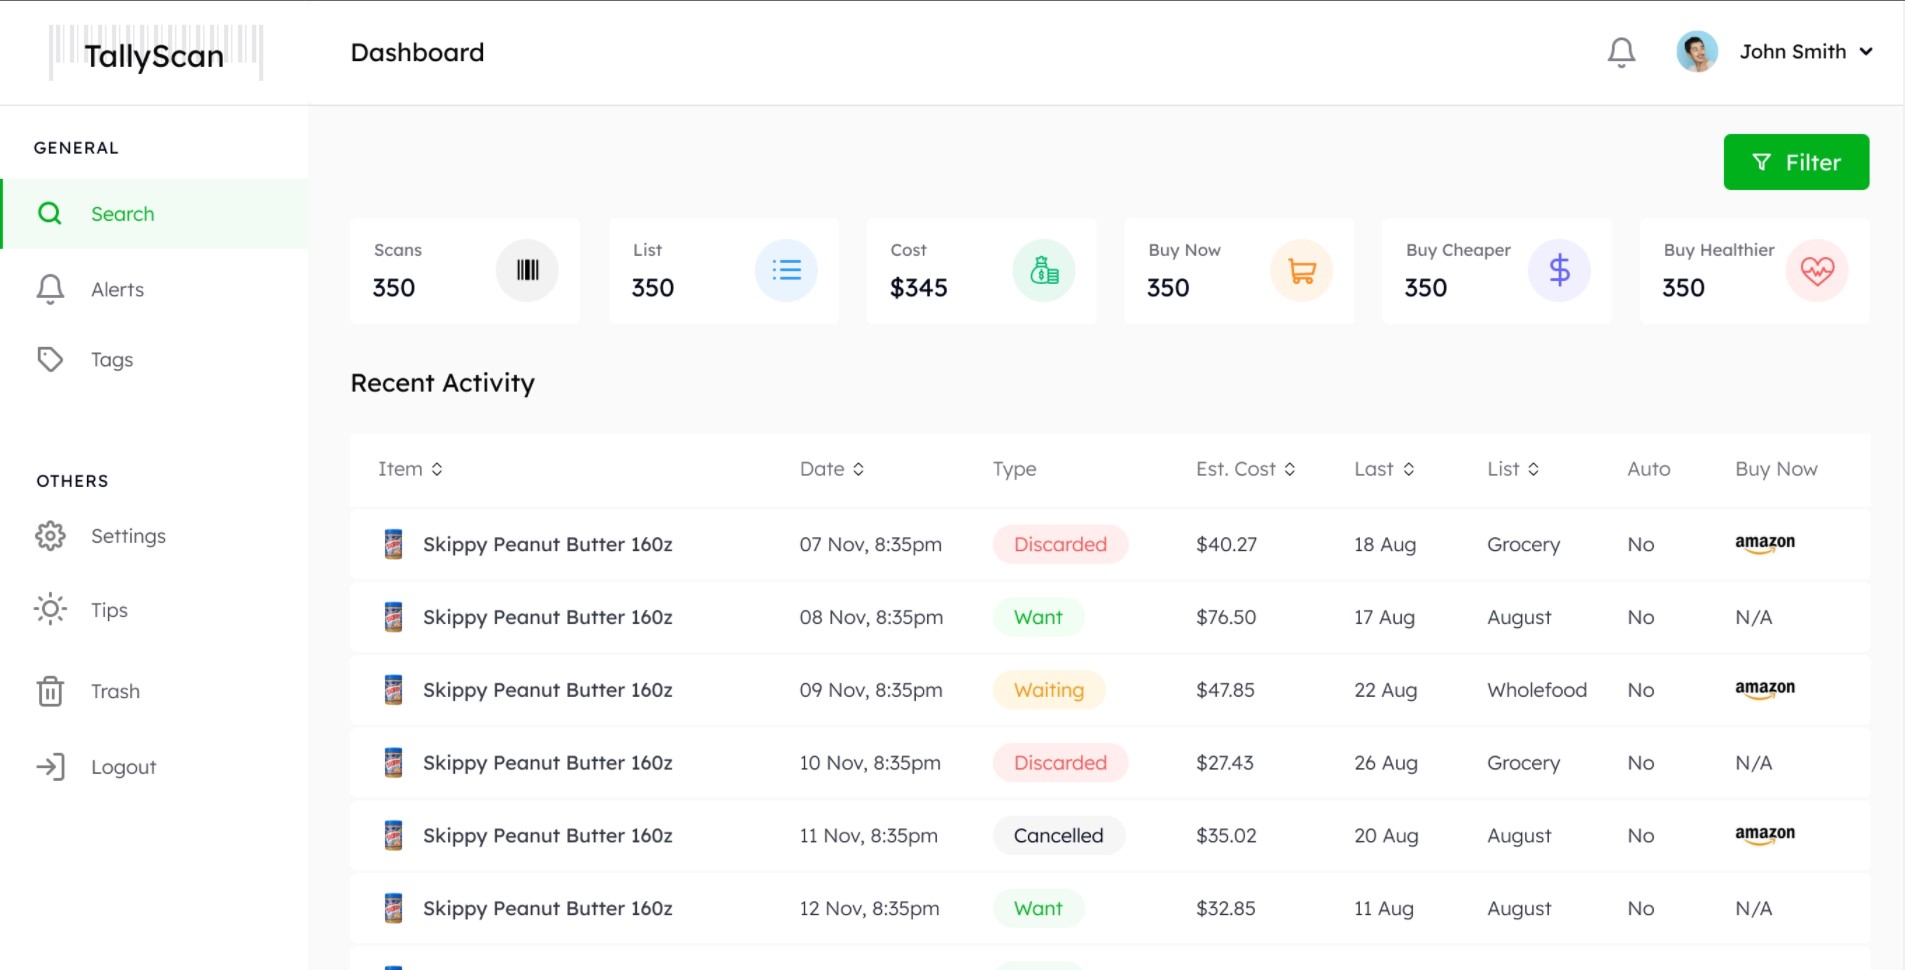 TallyScan
Dashboard
John Smith
GENERAL
Search
Alerts
Tags
OTHERS
Settings
Tips
Trash
Logout
Filter
Scans
350
List
350
Cost
$345
Buy Now
350
Buy Cheaper
350
Buy Healthier
350
Recent Activity
Item Date Type Est. Cost Last List Auto Buy Now
Skippy Peanut Butter 160z 07 Nov, 8:35pm Discarded $40.27 18 Aug Grocery No amazon
Skippy Peanut Butter 160z 08 Nov, 8:35pm Want $76.50 17 Aug August No N/A
Skippy Peanut Butter 160z 09 Nov, 8:35pm Waiting $47.85 22 Aug Wholefood No amazon
Skippy Peanut Butter 160z 10 Nov, 8:35pm Discarded $27.43 26 Aug Grocery No N/A
Skippy Peanut Butter 160z 11 Nov, 8:35pm Cancelled $35.02 20 Aug August No amazon
Skippy Peanut Butter 160z 12 Nov, 8:35pm Want $32.85 11 Aug August No N/A